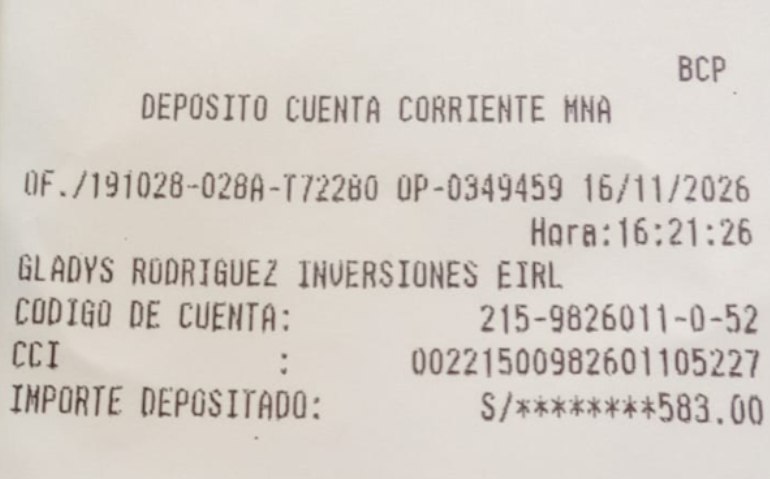 BCP
DEPOSITO CUENTA CORRIENTE MNA
OF./191028-028A-T72280 OP-0349459 16/11/2026
Hora:16:21:26
GLADYS RODRIGUEZ INVERSIONES EIRL
CODIGO DE CUENTA: 215-9826011-0-52
CCI : 00221500982601105227
IMPORTE DEPOSITADO: S/********583.00